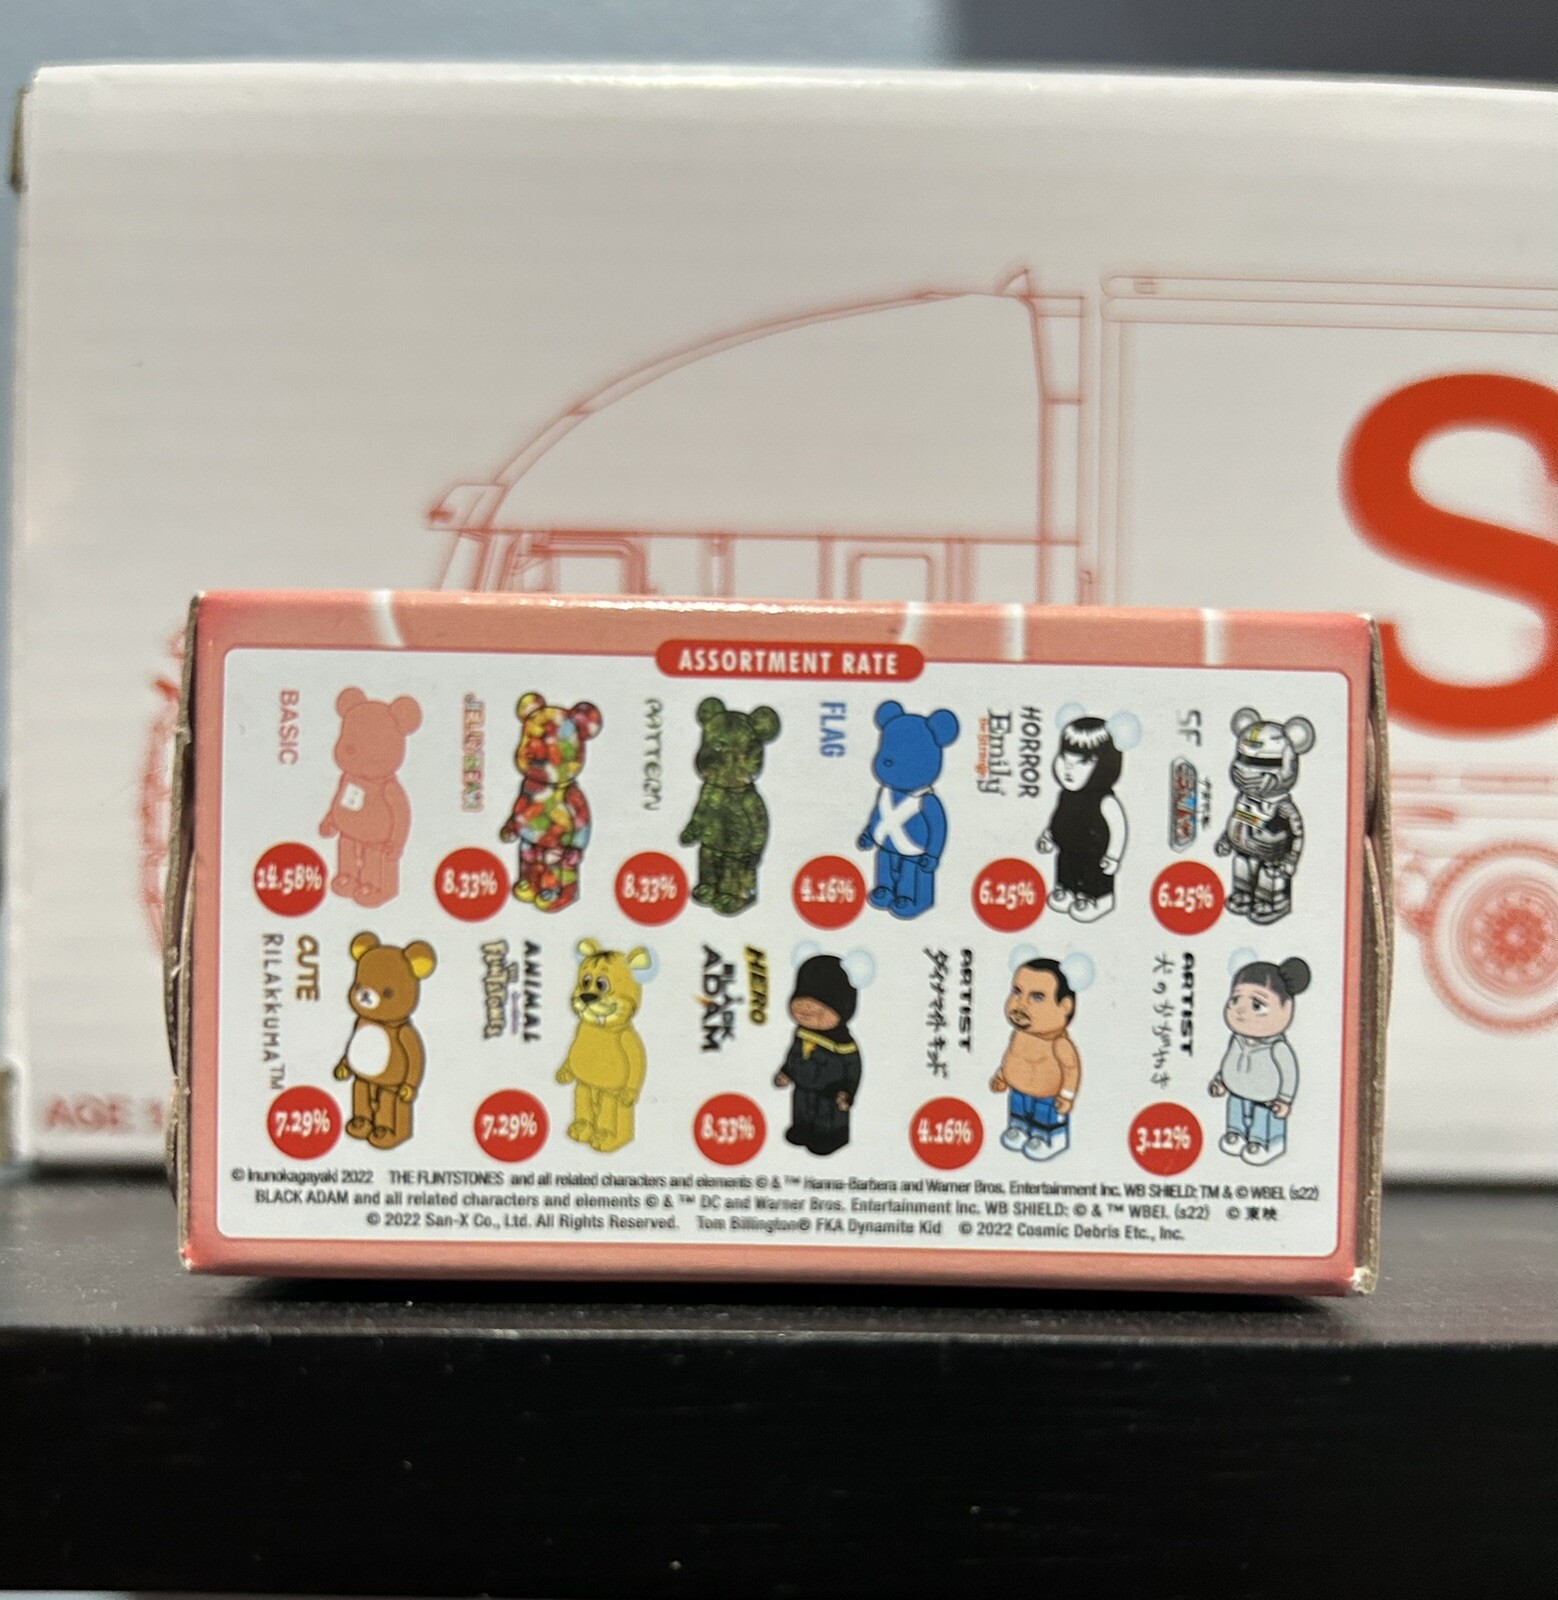 S
AGE 1
ASSORTMENT RATE
BASIC
14.58%
JELLYBEAN
8.33%
PATTERN
8.33%
FLAG
4.16%
HORROR
Emily
the Strange
6.25%
SF
6.25%
CUTE
RILAKKUMA™
7.29%
ANIMAL
THE
FLINTSTONES
7.29%
HERO
BLACK
ADAM
8.33%
ARTIST
ダイナマイト・キッド
4.16%
ARTIST
犬のかがやき
3.12%
© Inunokagayaki 2022 THE FLINTSTONES and all related characters and elements © & ™ Hanna-Barbera and Warner Bros. Entertainment Inc. WB SHIELD: TM & © WBEI. (s22)
BLACK ADAM and all related characters and elements © & ™ DC and Warner Bros. Entertainment Inc. WB SHIELD: © & ™ WBEI. (s22) © 東映
© 2022 San-X Co., Ltd. All Rights Reserved. Tom Billington® FKA Dynamite Kid © 2022 Cosmic Debris Etc., Inc.